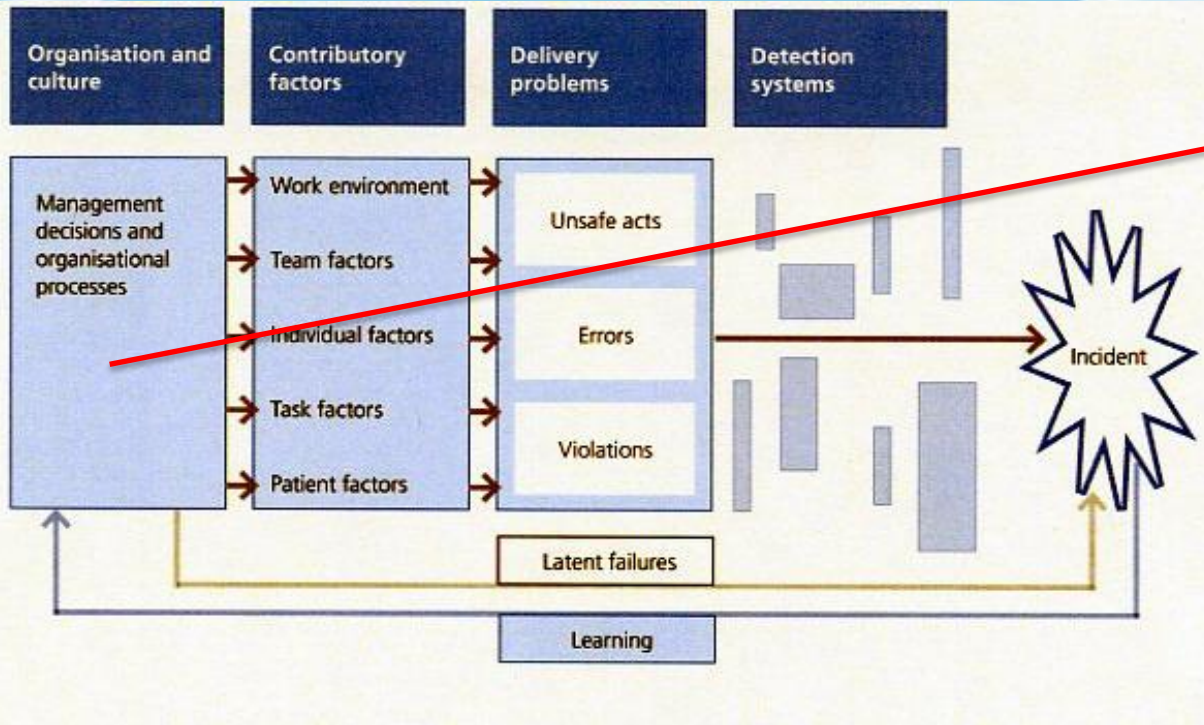 Organisation and
culture
Contributory
factors
Delivery
problems
Detection
systems
Management
decisions and
organisational
processes
Work environment
Team factors
Individual factors
Task factors
Patient factors
Unsafe acts
Errors
Violations
Incident
Latent failures
Learning